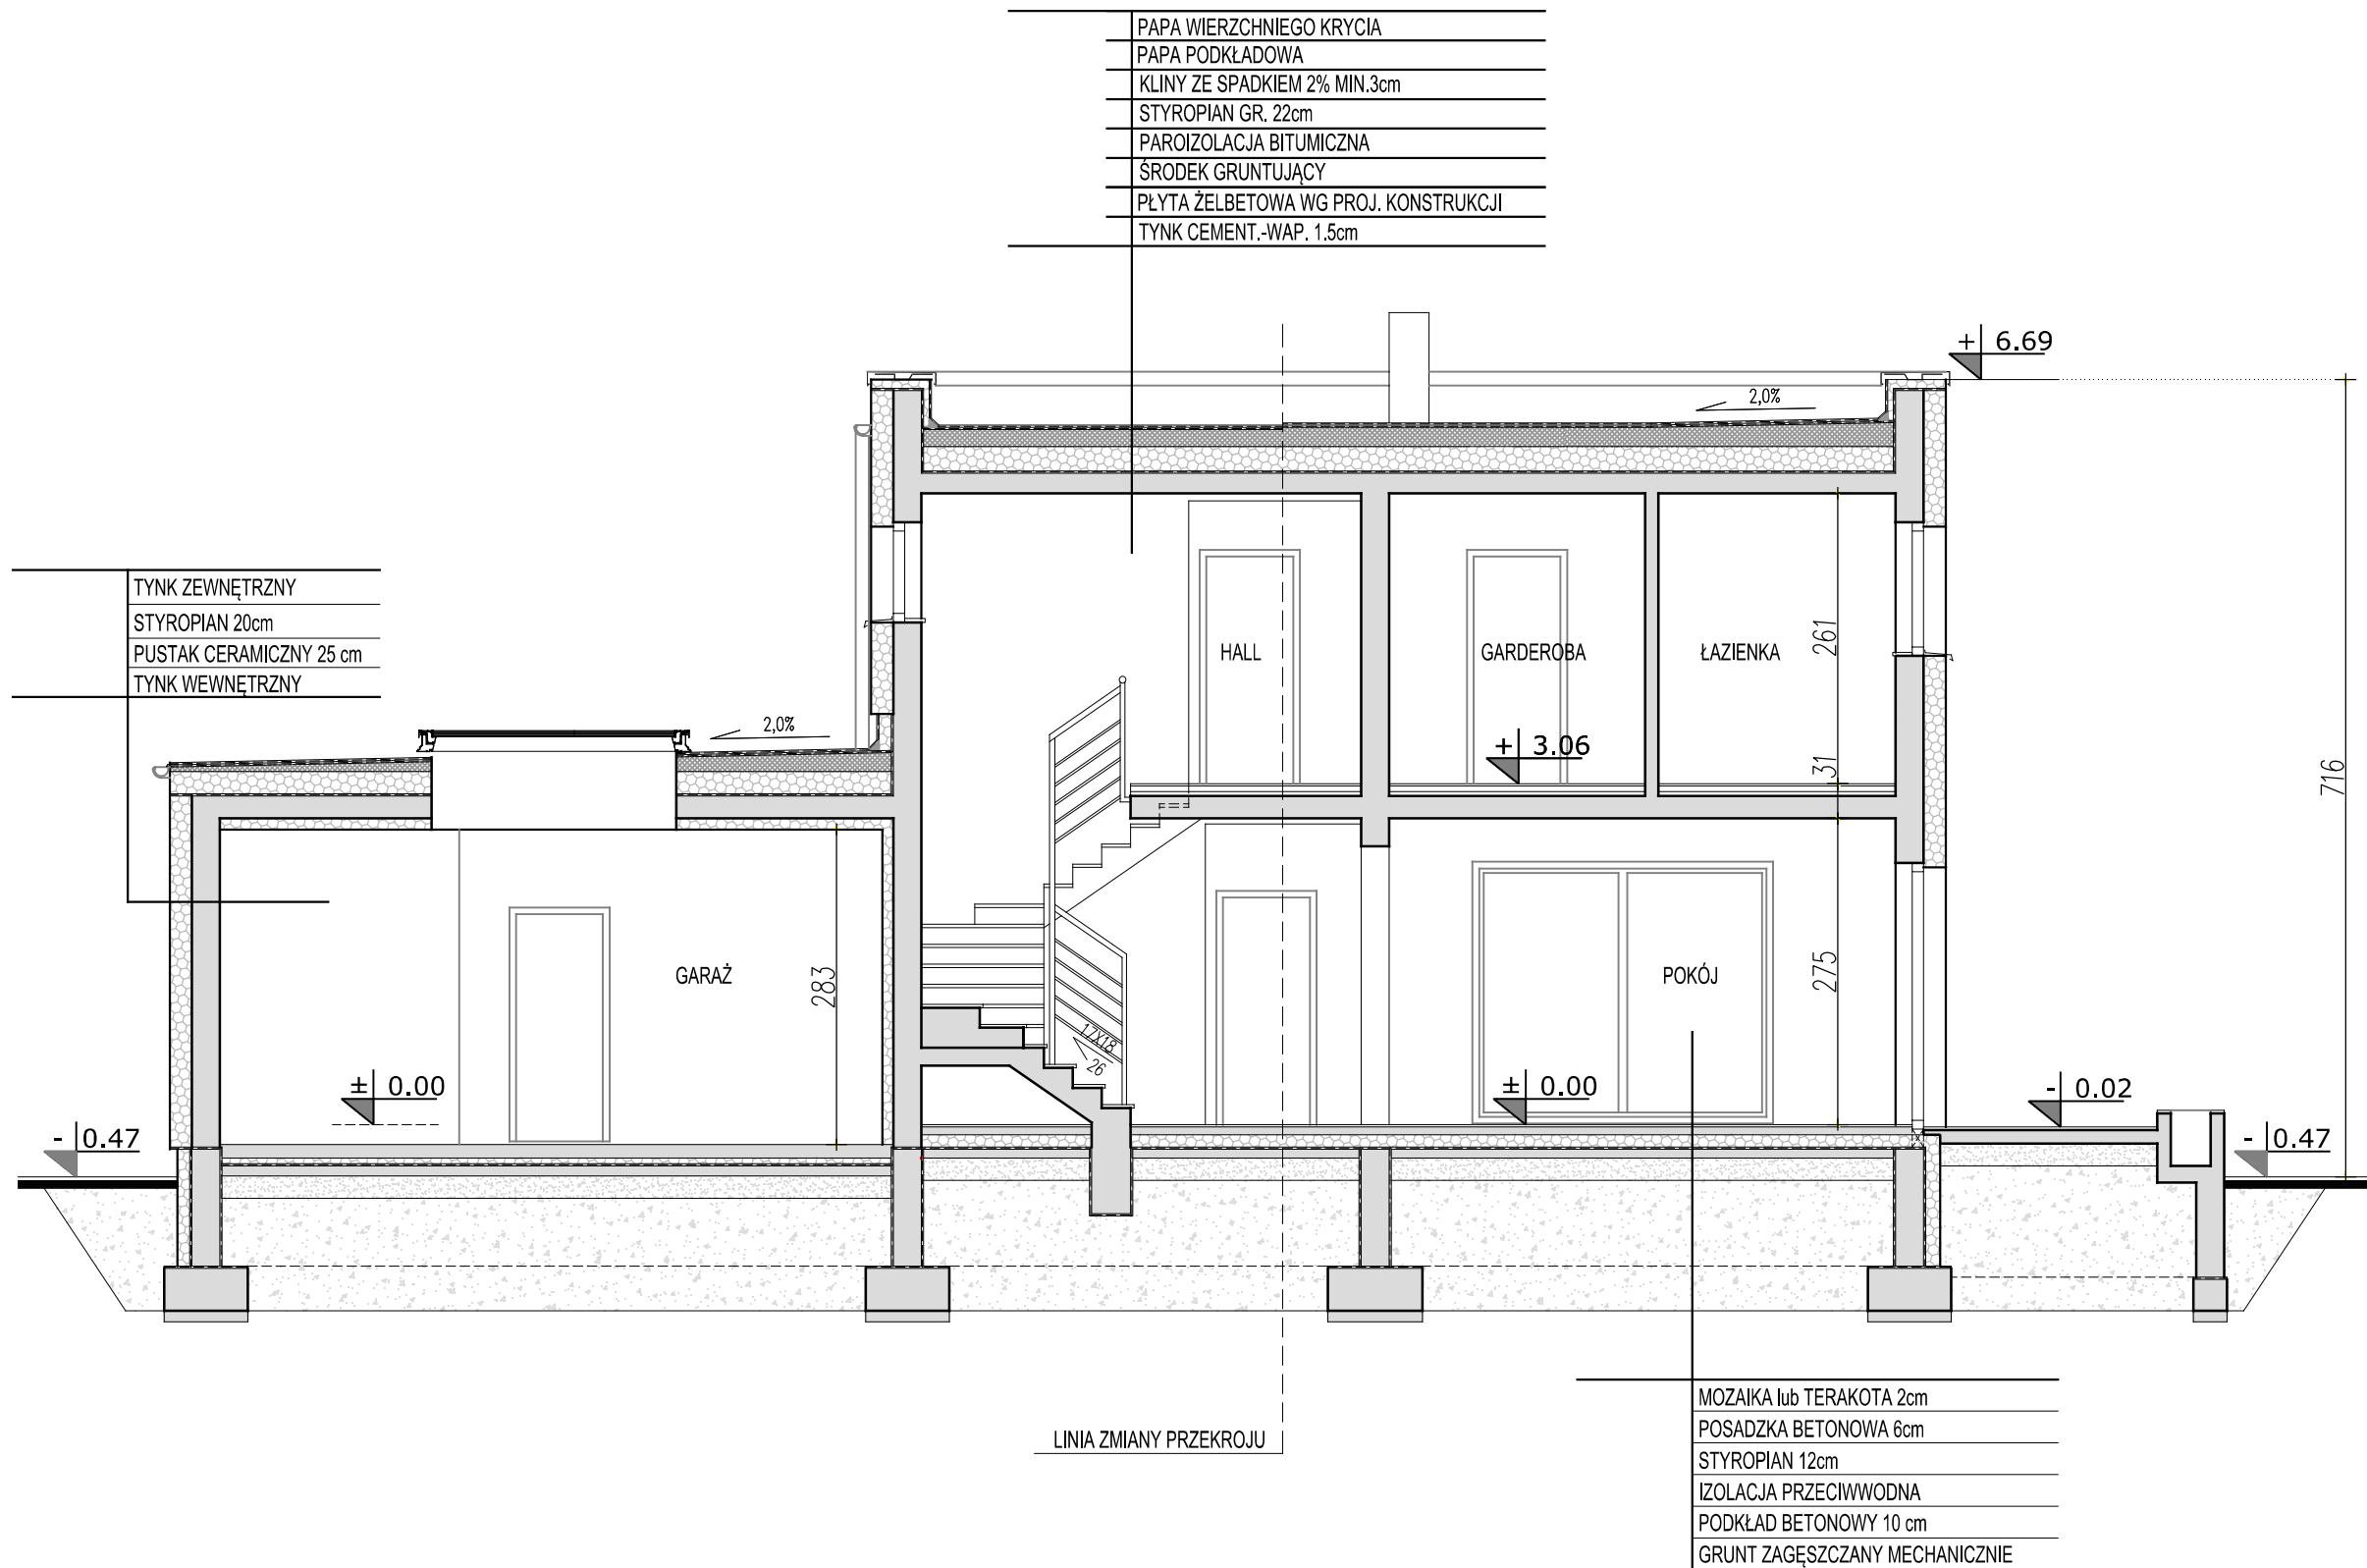 PAPA WIERZCHNIEGO KRYCIA
PAPA PODKŁADOWA
KLINY ZE SPADKIEM 2% MIN.3cm
STYROPIAN GR. 22cm
PAROIZOLACJA BITUMICZNA
ŚRODEK GRUNTUJĄCY
PŁYTA ŻELBETOWA WG PROJ. KONSTRUKCJI
TYNK CEMENT.-WAP. 1.5cm
+ 6.69
2,0%
TYNK ZEWNĘTRZNY
STYROPIAN 20cm
PUSTAK CERAMICZNY 25 cm
TYNK WEWNĘTRZNY
HALL
GARDEROBA
ŁAZIENKA
261
2,0%
+ 3.06
31
716
GARAŻ
283
17X18
26
POKÓJ
275
± 0.00
± 0.00
- 0.02
- 0.47
- 0.47
LINIA ZMIANY PRZEKROJU
MOZAIKA lub TERAKOTA 2cm
POSADZKA BETONOWA 6cm
STYROPIAN 12cm
IZOLACJA PRZECIWWODNA
PODKŁAD BETONOWY 10 cm
GRUNT ZAGĘSZCZANY MECHANICZNIE